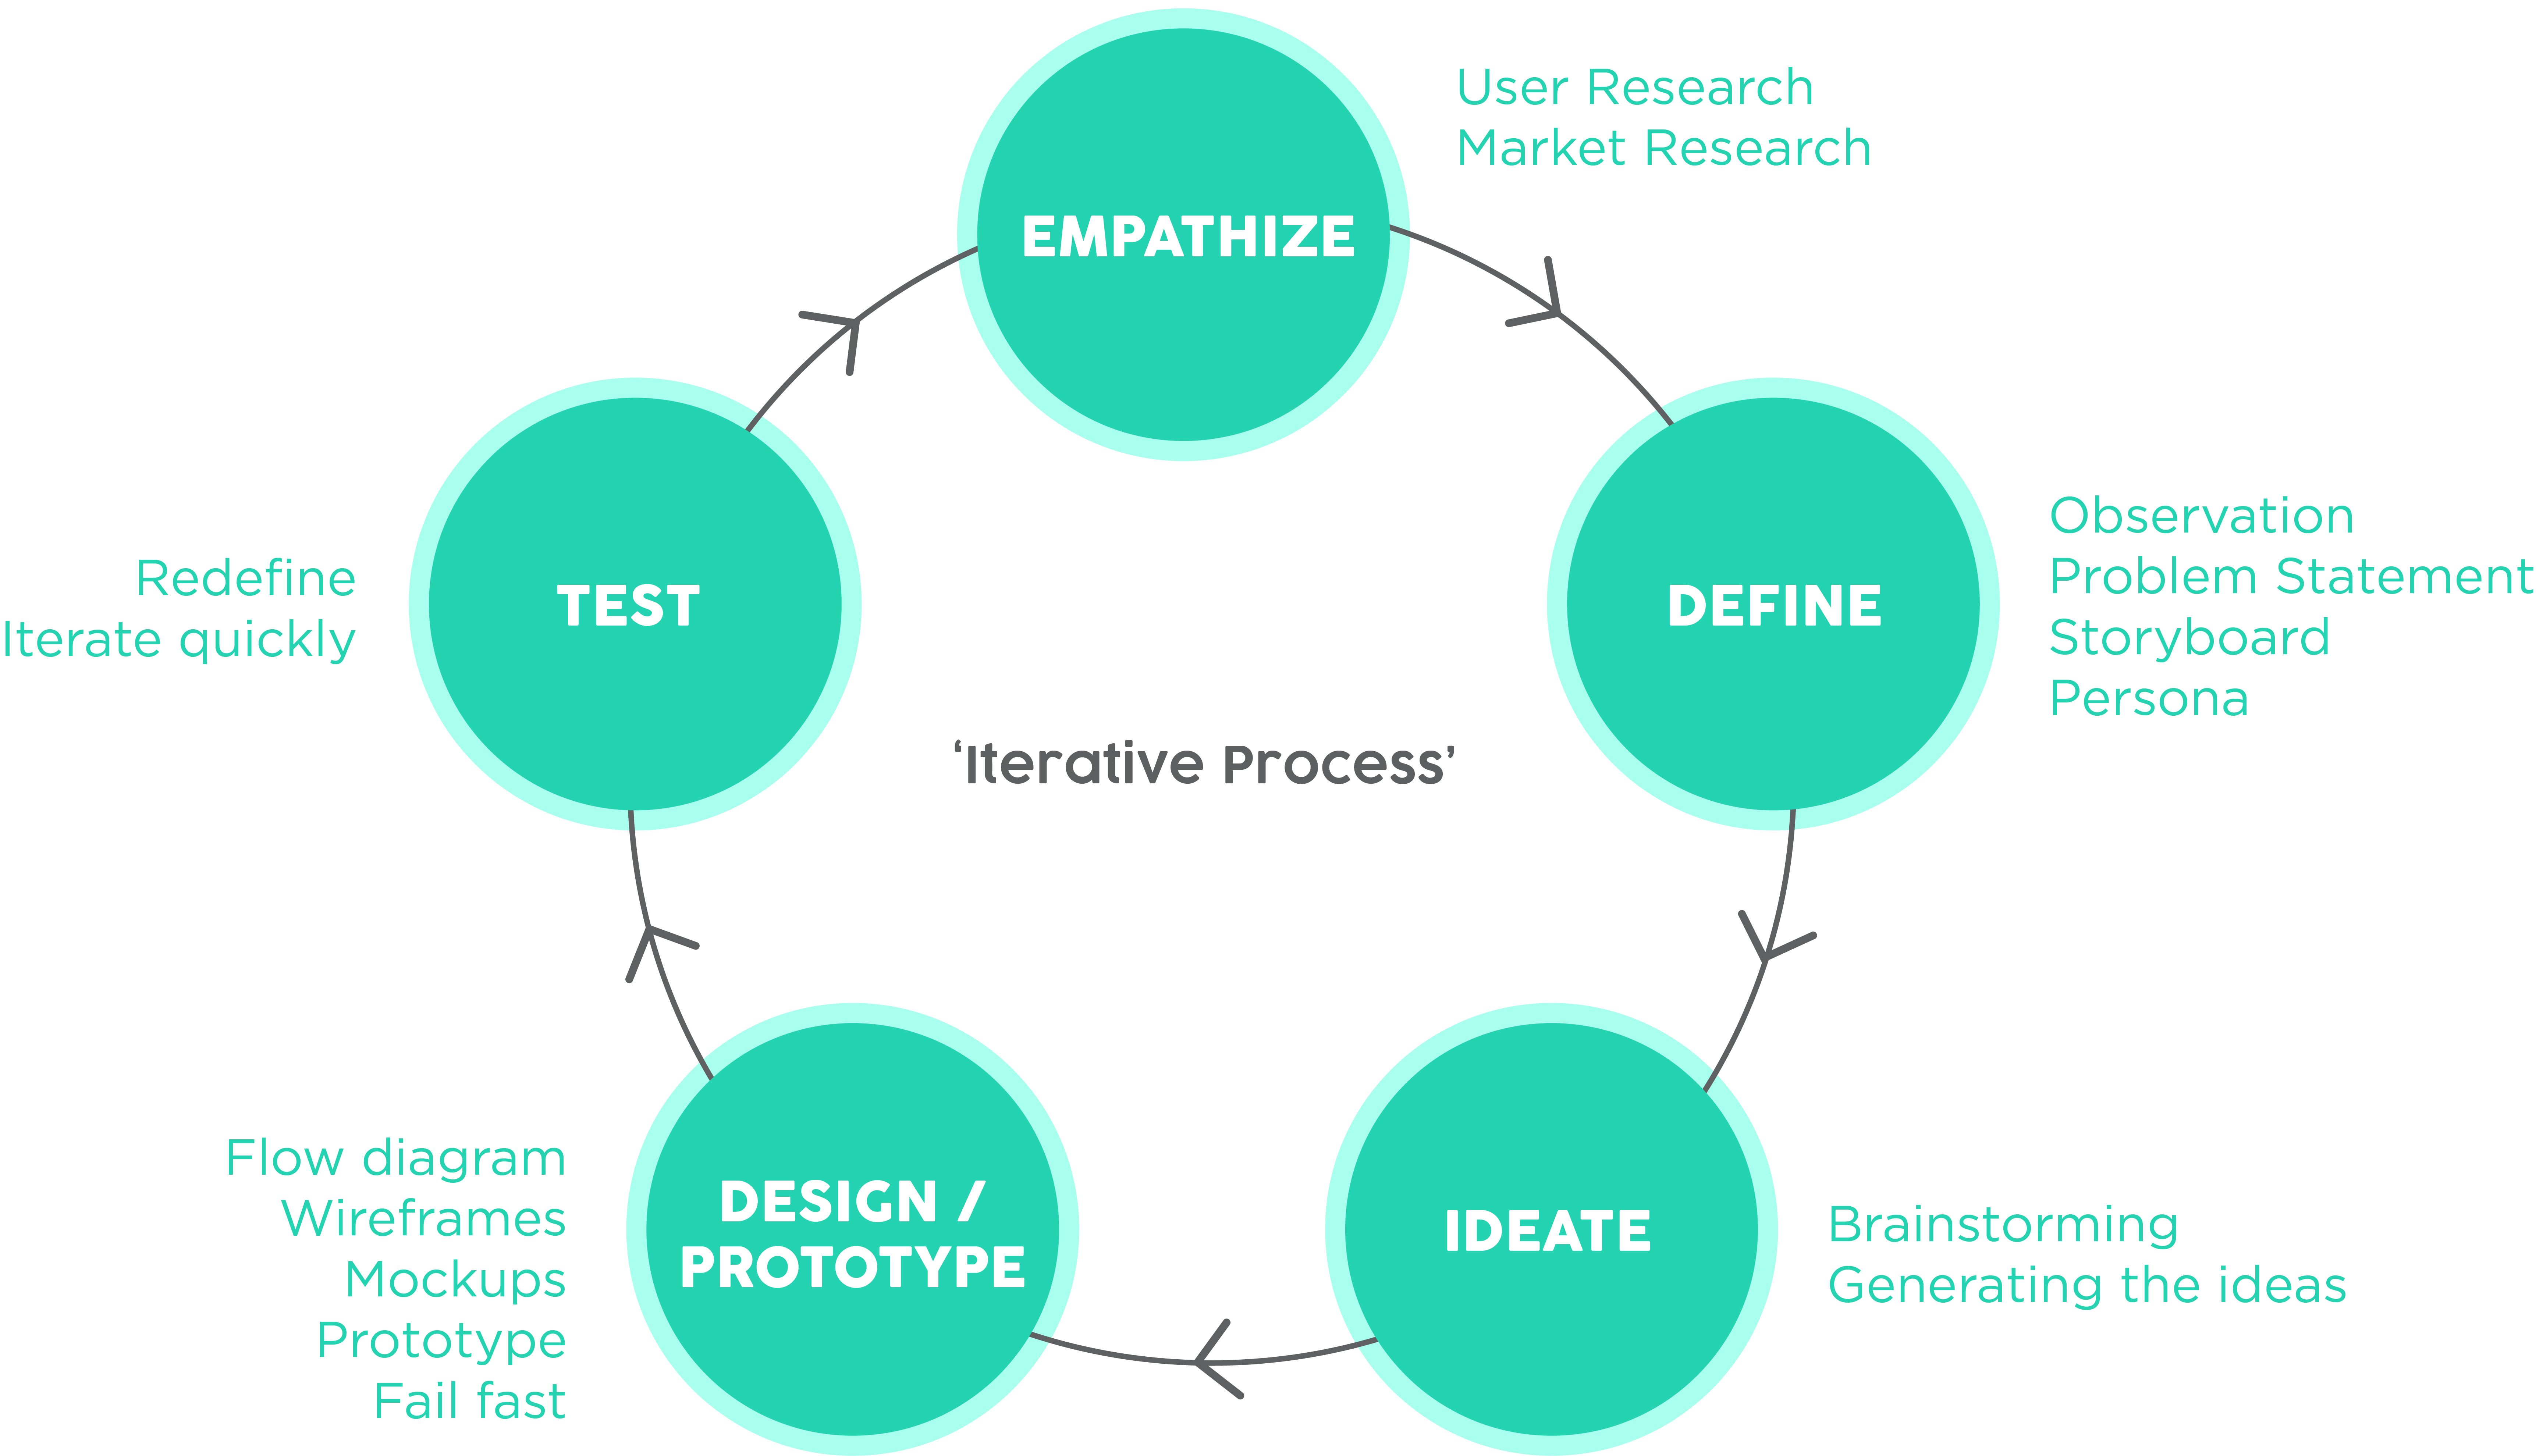 EMPATHIZE
User Research
Market Research
DEFINE
Observation
Problem Statement
Storyboard
Persona
IDEATE
Brainstorming
Generating the ideas
DESIGN /
PROTOTYPE
Flow diagram
Wireframes
Mockups
Prototype
Fail fast
TEST
Redefine
Iterate quickly
‘Iterative Process’